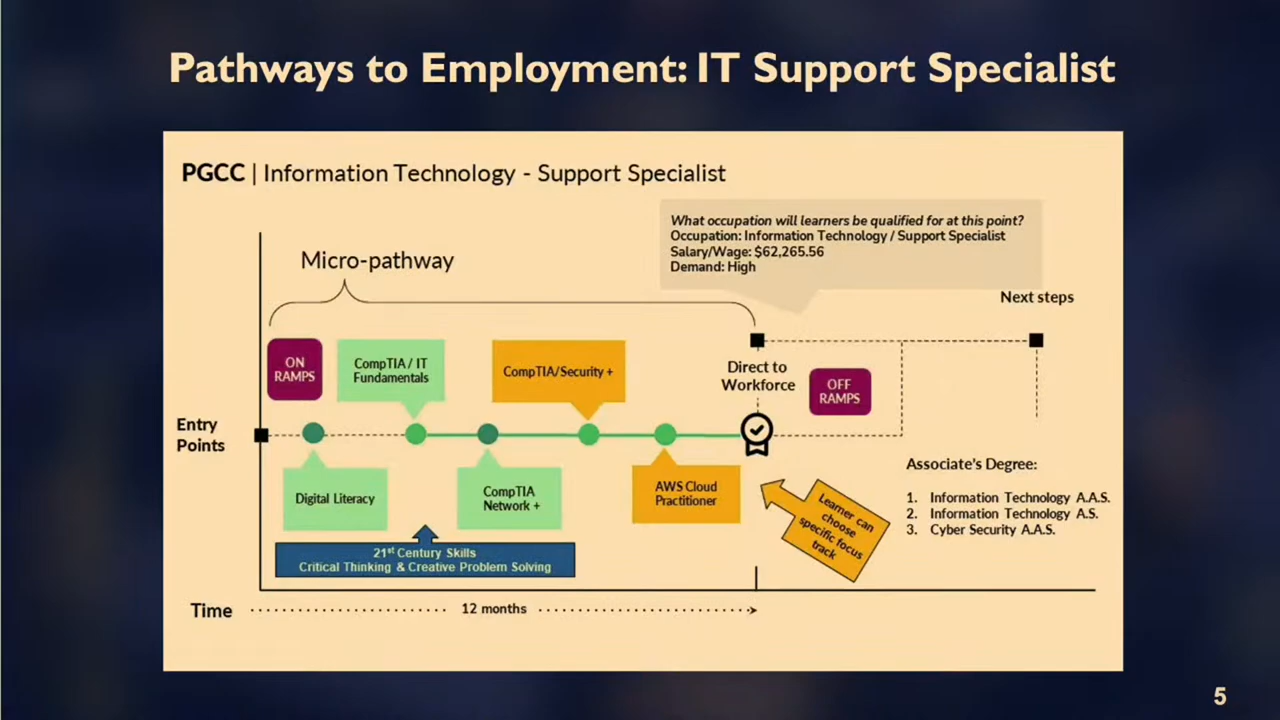 Pathways to Employment: IT Support Specialist
PGCC | Information Technology - Support Specialist
What occupation will learners be qualified for at this point?
Occupation: Information Technology / Support Specialist
Salary/Wage: $62,265.56
Demand: High
Micro-pathway
Next steps
ON
RAMPS
CompTIA / IT
Fundamentals
CompTIA/Security +
Direct to
Workforce
OFF
RAMPS
Entry
Points
Digital Literacy
CompTIA
Network +
AWS Cloud
Practitioner
Learner can
choose
specific focus
track
Associate's Degree:
1. Information Technology A.A.S.
2. Information Technology A.S.
3. Cyber Security A.A.S.
21st Century Skills
Critical Thinking & Creative Problem Solving
Time
12 months
5